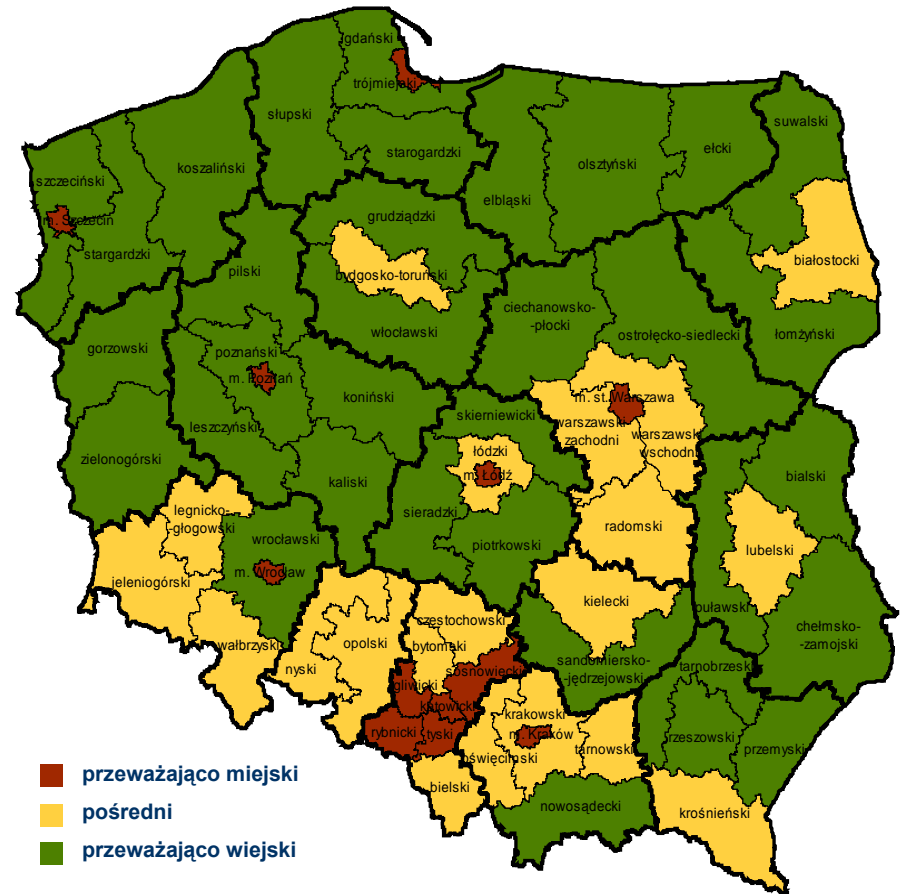 gdański
trójmiejski
słupski
suwalski
starogardzki
ełcki
koszaliński
olsztyński
szczeciński
elbląski
grudziądzki
m. Szczecin
stargardzki
białostocki
pilski
bydgosko-toruński
ciechanowsko-
-płocki
włocławski
ostrołęcko-siedlecki
łomżyński
gorzowski
poznański
m. Poznań
koniński
m. st. Warszawa
skierniewicki
leszczyński
warszawski
zachodni
warszawski
wschodni
łódzki
zielonogórski
m. Łódź
bialski
kaliski
legnicko-
-głogowski
sieradzki
radomski
wrocławski
piotrkowski
lubelski
m. Wrocław
jeleniogórski
kielecki
puławski
częstochowski
chełmsko-
-zamojski
wałbrzyski
opolski
bytomski
nyski
sosnowiecki
sandomiersko-
-jędrzejowski
tarnobrzeski
gliwicki
katowicki
krakowski
rybnicki
tyski
m. Kraków
rzeszowski
oświęcimski
tarnowski
przemyski
bielski
nowosądecki
krośnieński
przeważająco miejski
pośredni
przeważająco wiejski